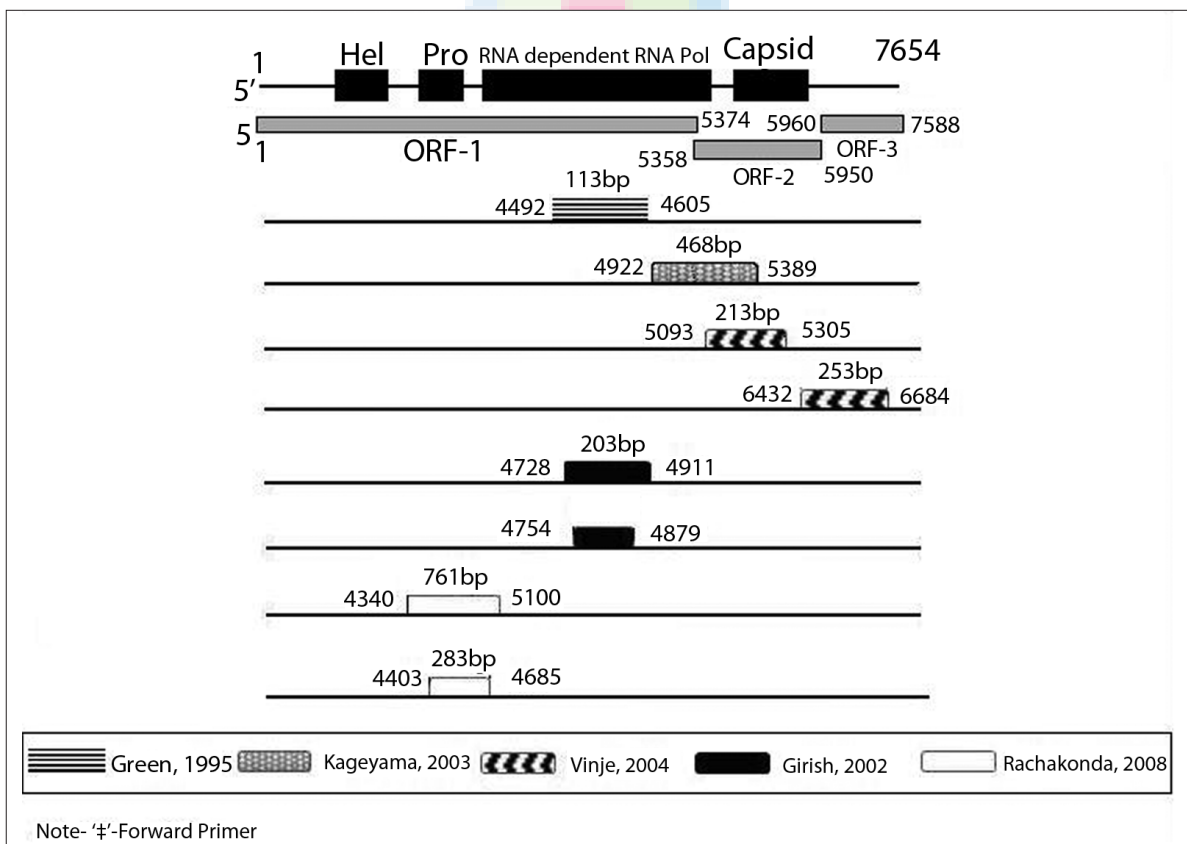 1 Hel Pro RNA dependent RNA Pol Capsid 7654
5’
5 5374 5960 7588
1 ORF-1 5358 ORF-3
ORF-2 5950
113bp
4492 4605
468bp
4922 5389
213bp
5093 5305
253bp
6432 6684
203bp
4728 4911
4754 4879
761bp
4340 5100
283bp
4403 4685
Green, 1995 Kageyama, 2003 Vinje, 2004 Girish, 2002 Rachakonda, 2008
Note- ‘‡’-Forward Primer